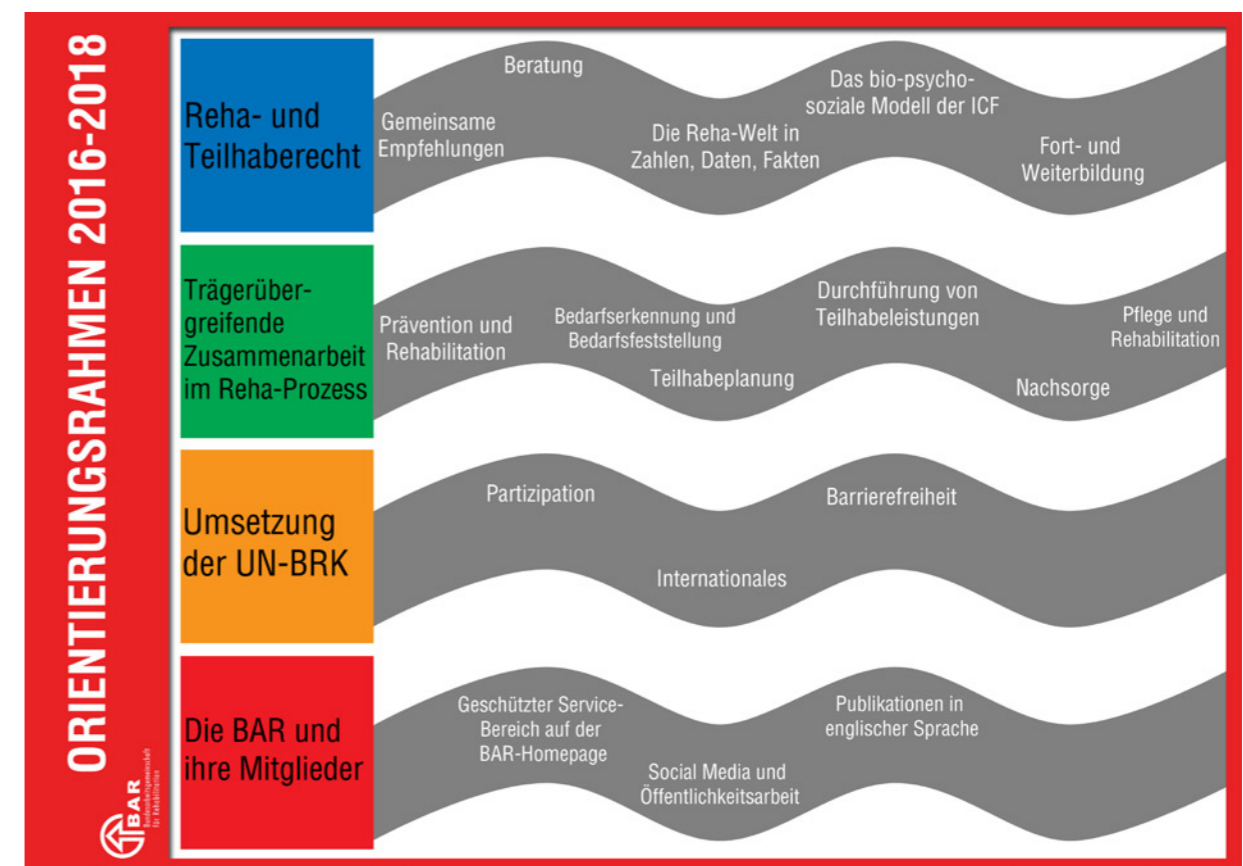 ORIENTIERUNGSRAHMEN 2016-2018
BAR
Bundesarbeitsgemeinschaft
für Rehabilitation
Reha- und
Teilhaberecht
Gemeinsame
Empfehlungen
Beratung
Die Reha-Welt in
Zahlen, Daten, Fakten
Das bio-psycho-
soziale Modell der ICF
Fort- und
Weiterbildung
Trägerüber-
greifende
Zusammenarbeit
im Reha-Prozess
Prävention und
Rehabilitation
Bedarfserkennung und
Bedarfsfeststellung
Teilhabeplanung
Durchführung von
Teilhabeleistungen
Nachsorge
Pflege und
Rehabilitation
Umsetzung
der UN-BRK
Partizipation
Internationales
Barrierefreiheit
Die BAR und
ihre Mitglieder
Geschützter Service-
Bereich auf der
BAR-Homepage
Social Media und
Öffentlichkeitsarbeit
Publikationen in
englischer Sprache